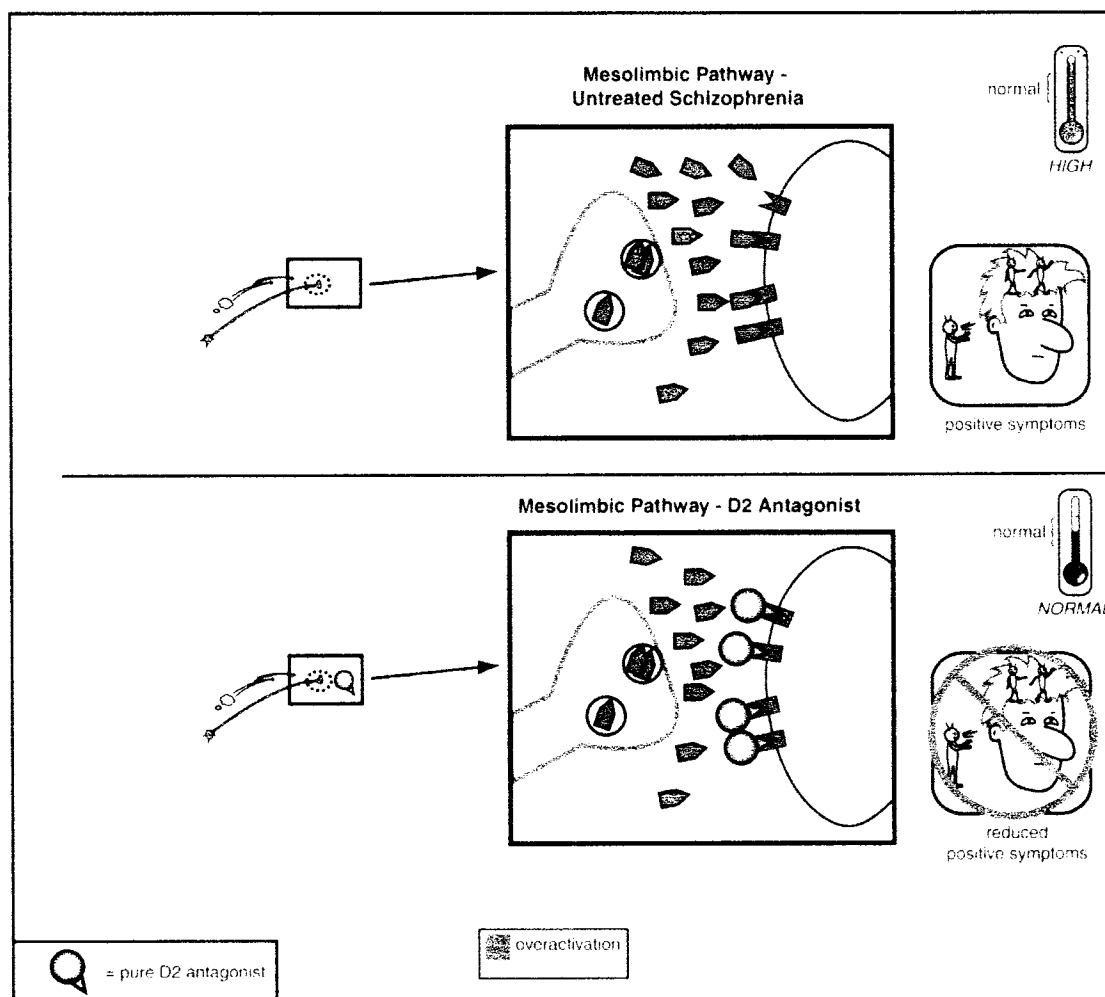 Mesolimbic Pathway -
Untreated Schizophrenia
normal
HIGH
positive symptoms
Mesolimbic Pathway - D2 Antagonist
normal
NORMAL
reduced
positive symptoms
= pure D2 antagonist
overactivation